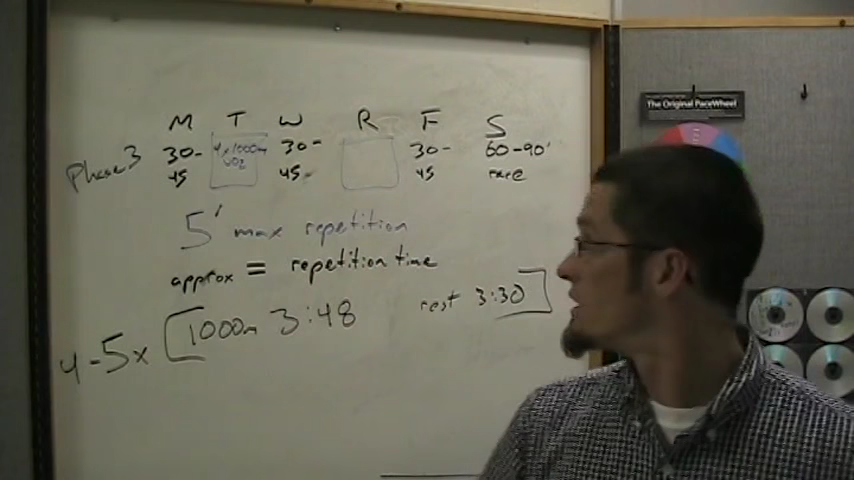 The Original PaceWheel
M T W R F S
Phase 3 30- 4x1000m 30- 30- 60-90'
45 VO2 45- 45 race
5' max repetition
approx = repetition time
4-5x [1000m 3:48 rest 3:30]